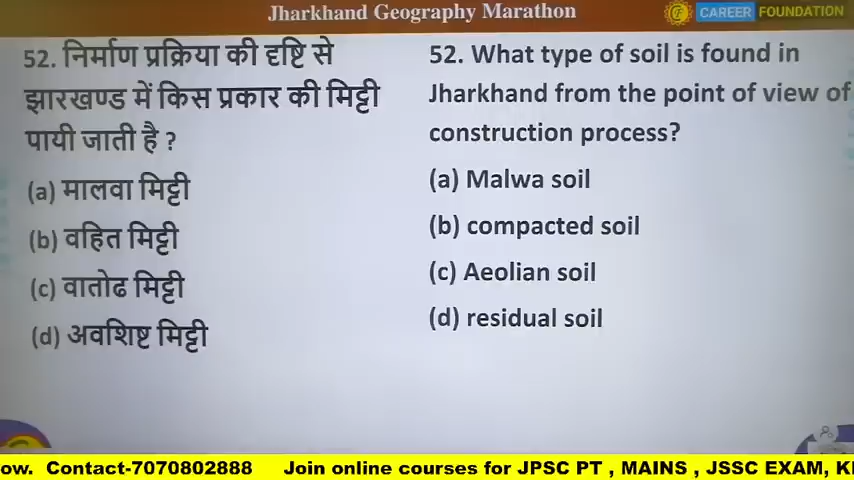 Jharkhand Geography Marathon
CAREER FOUNDATION
52. निर्माण प्रक्रिया की दृष्टि से
झारखण्ड में किस प्रकार की मिट्टी
पायी जाती है ?
(a) मालवा मिट्टी
(b) वहित मिट्टी
(c) वातोढ मिट्टी
(d) अवशिष्ट मिट्टी
52. What type of soil is found in
Jharkhand from the point of view of
construction process?
(a) Malwa soil
(b) compacted soil
(c) Aeolian soil
(d) residual soil
ow. Contact-7070802888 Join online courses for JPSC PT , MAINS , JSSC EXAM,